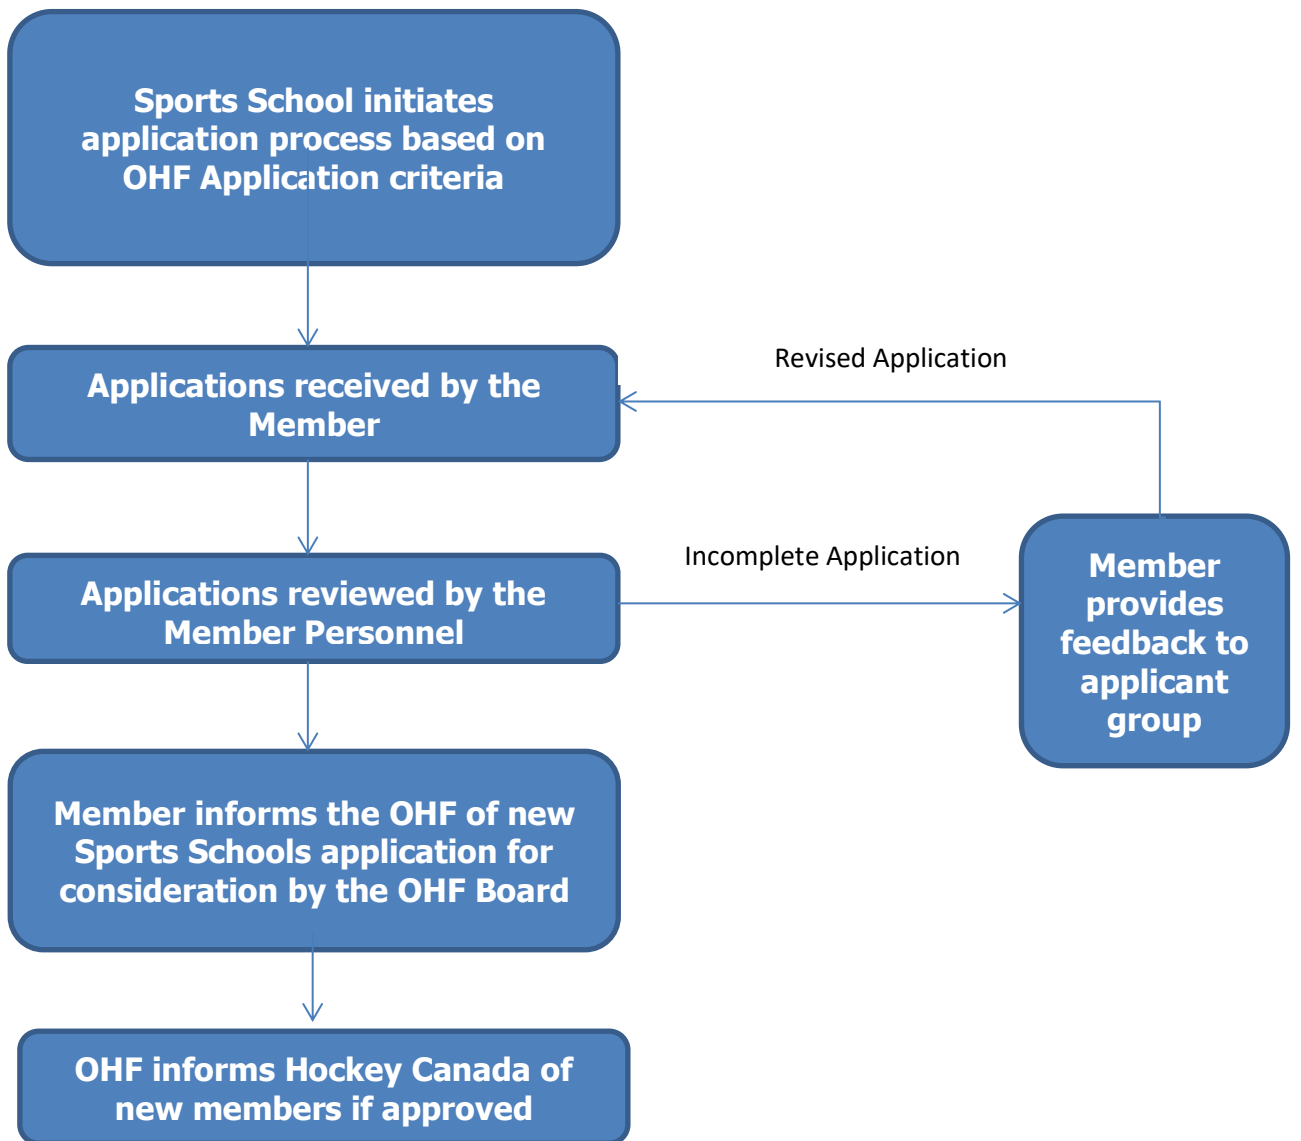 Sports School initiates
application process based on
OHF Application criteria
Revised Application
Applications received by the
Member
Incomplete Application
Applications reviewed by the
Member Personnel
Member
provides
feedback to
applicant
group
Member informs the OHF of new
Sports Schools application for
consideration by the OHF Board
OHF informs Hockey Canada of
new members if approved